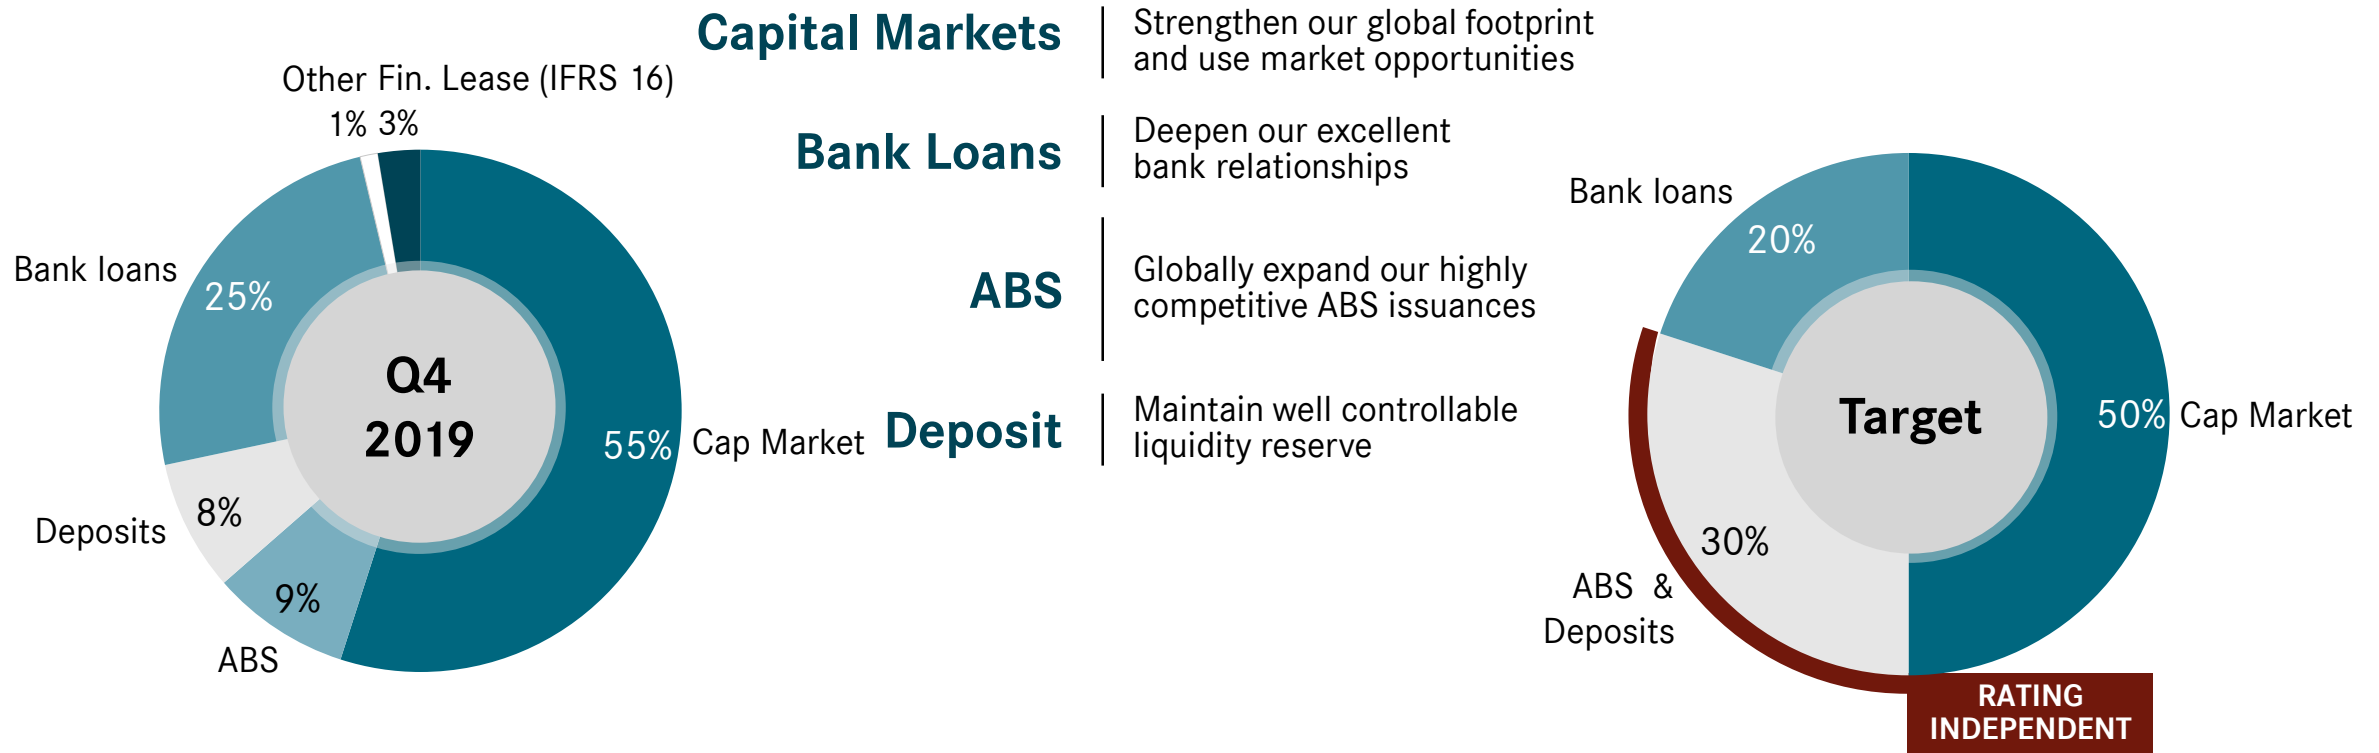 Other Fin. Lease (IFRS 16)
1% 3%
Bank loans
25%
Q4
2019
55% Cap Market
Deposits
8%
9%
ABS
Capital Markets
Strengthen our global footprint
and use market opportunities
Bank Loans
Deepen our excellent
bank relationships
ABS
Globally expand our highly
competitive ABS issuances
Deposit
Maintain well controllable
liquidity reserve
Bank loans
20%
Target
50% Cap Market
30%
ABS &
Deposits
RATING
INDEPENDENT